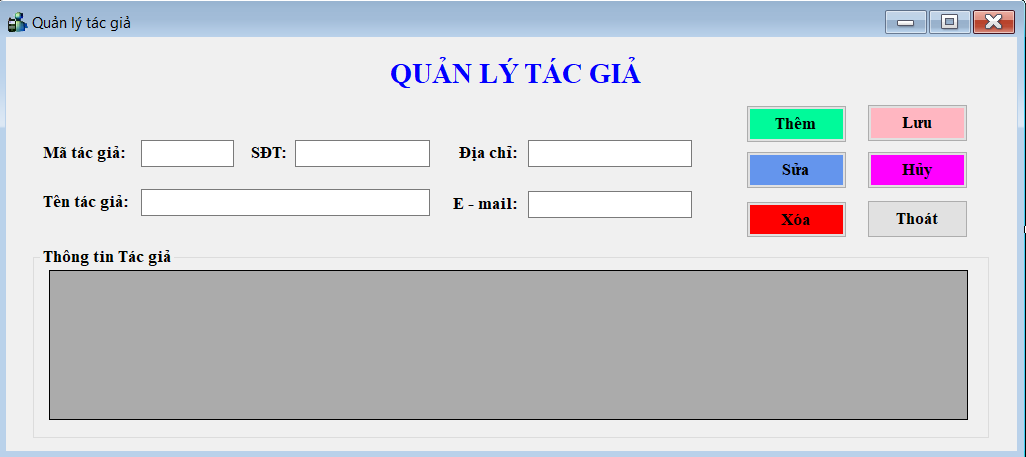 Quản lý tác giả
QUẢN LÝ TÁC GIẢ
Thêm
Lưu
Mã tác giả:
SĐT:
Địa chỉ:
Sửa
Hủy
Tên tác giả:
E - mail:
Xóa
Thoát
Thông tin Tác giả